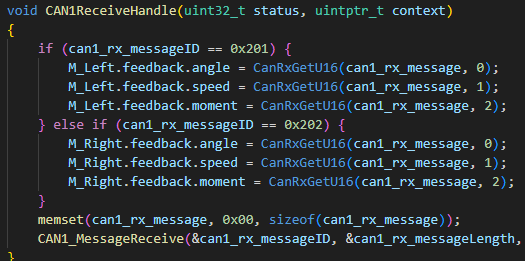 void CAN1ReceiveHandle(uint32_t status, uintptr_t context)
{
    if (can1_rx_messageID == 0x201) {
        M_Left.feedback.angle = CanRxGetU16(can1_rx_message, 0);
        M_Left.feedback.speed = CanRxGetU16(can1_rx_message, 1);
        M_Left.feedback.moment = CanRxGetU16(can1_rx_message, 2);
    } else if (can1_rx_messageID == 0x202) {
        M_Right.feedback.angle = CanRxGetU16(can1_rx_message, 0);
        M_Right.feedback.speed = CanRxGetU16(can1_rx_message, 1);
        M_Right.feedback.moment = CanRxGetU16(can1_rx_message, 2);
    }
    memset(can1_rx_message, 0x00, sizeof(can1_rx_message));
    CAN1_MessageReceive(&can1_rx_messageID, &can1_rx_messageLength,
}